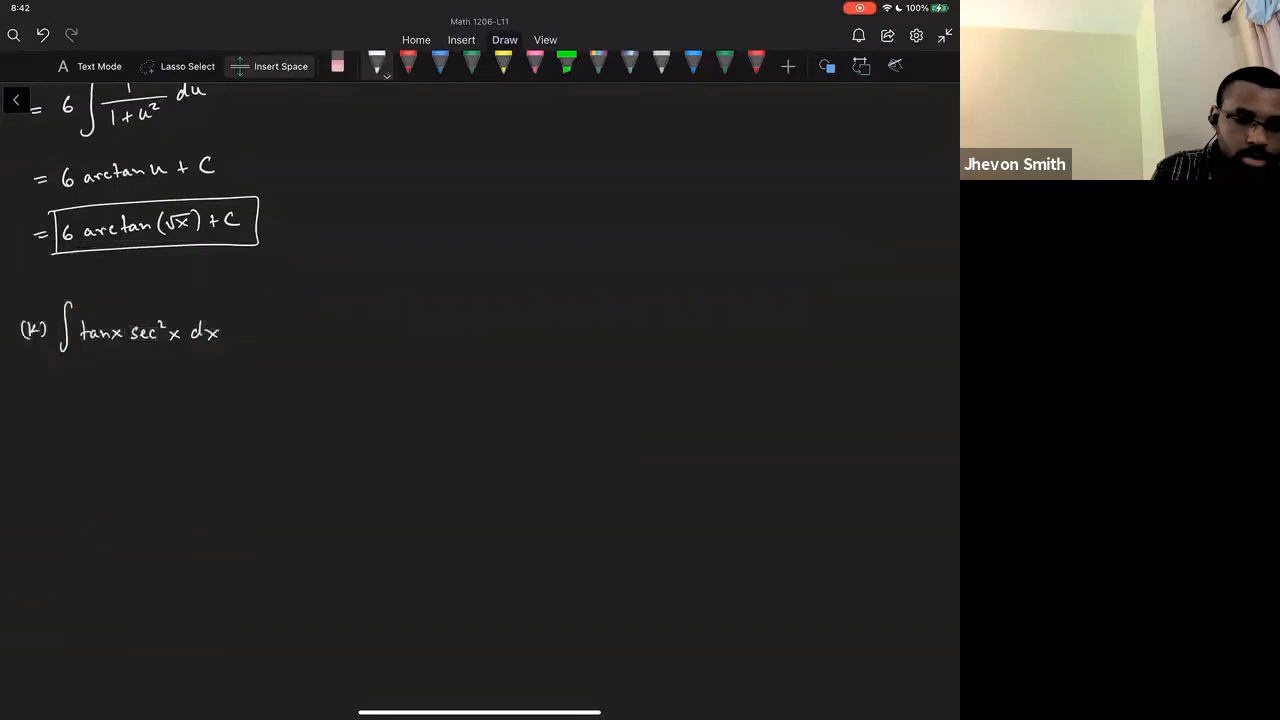 8:42
100%
Math 1206-L11
Home Insert Draw View
Text Mode Lasso Select Insert Space
= 6 ∫ 1/(1+u²) du
= 6 arctan u + C
= 6 arctan (√x) + C
(k) ∫ tanx sec² x dx
Jhevon Smith